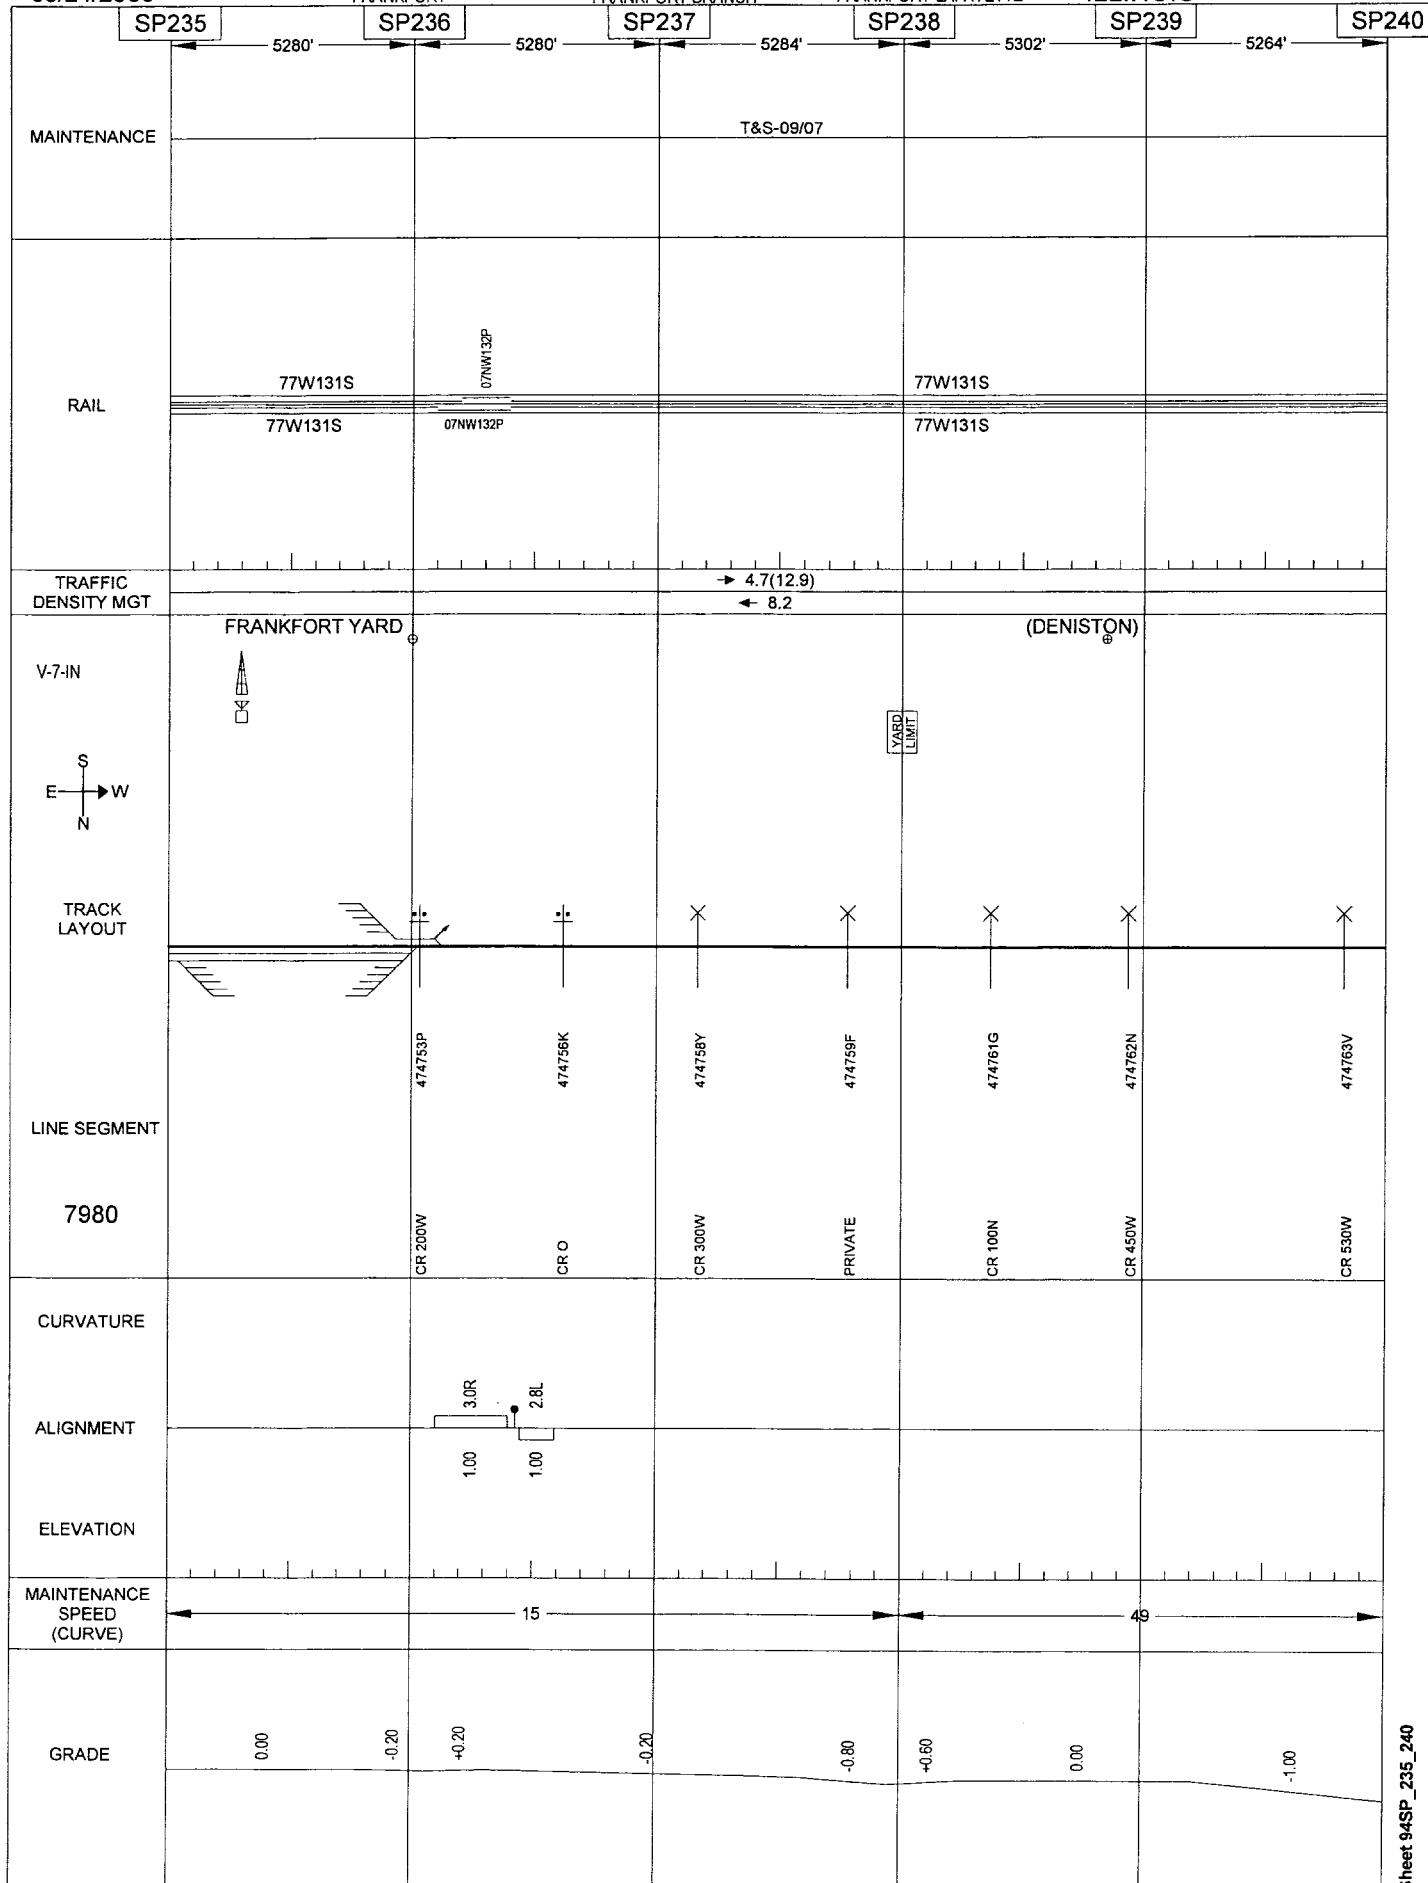 SP235 SP236 SP237 SP238 SP239 SP240
5280' 5280' 5284' 5302' 5264'
MAINTENANCE
T&S-09/07
07NW132P
77W131S 77W131S
RAIL
77W131S 07NW132P 77W131S
TRAFFIC
DENSITY MGT
4.7(12.9)
8.2
FRANKFORT YARD
(DENISTON)
V-7-IN
YARD
LIMIT
S
E W
N
TRACK
LAYOUT
474753P
474756K
474758Y
474759F
474761G
474762N
474763V
LINE SEGMENT
7980
CR 200W
CR O
CR 300W
PRIVATE
CR 100N
CR 450W
CR 530W
CURVATURE
3.0R
2.8L
ALIGNMENT
1.00
1.00
ELEVATION
MAINTENANCE
SPEED
(CURVE)
15
49
GRADE
0.00
-0.20
+0.20
-0.20
-0.80
+0.60
0.00
-1.00
Sheet 94SP_235_240